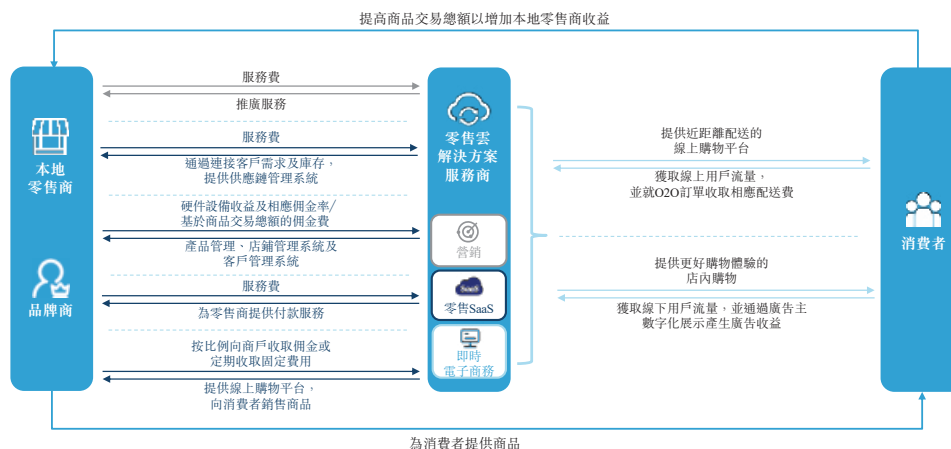 提高商品交易總額以增加本地零售商收益
本地
零售商
品牌商
服務費
推廣服務
服務費
通過連接客戶需求及庫存，
提供供應鏈管理系統
硬件設備收益及相應佣金率/
基於商品交易總額的佣金費
產品管理、店鋪管理系統及
客戶管理系統
服務費
為零售商提供付款服務
按比例向商戶收取佣金或
定期收取固定費用
提供線上購物平台，
向消費者銷售商品
零售雲
解決方案
服務商
營銷
SaaS
零售SaaS
即時
電子商務
提供近距離配送的
線上購物平台
獲取線上用戶流量，
並就O2O訂單收取相應配送費
提供更好購物體驗的
店內購物
獲取線下用戶流量，並通過廣告主
數字化展示產生廣告收益
消費者
為消費者提供商品